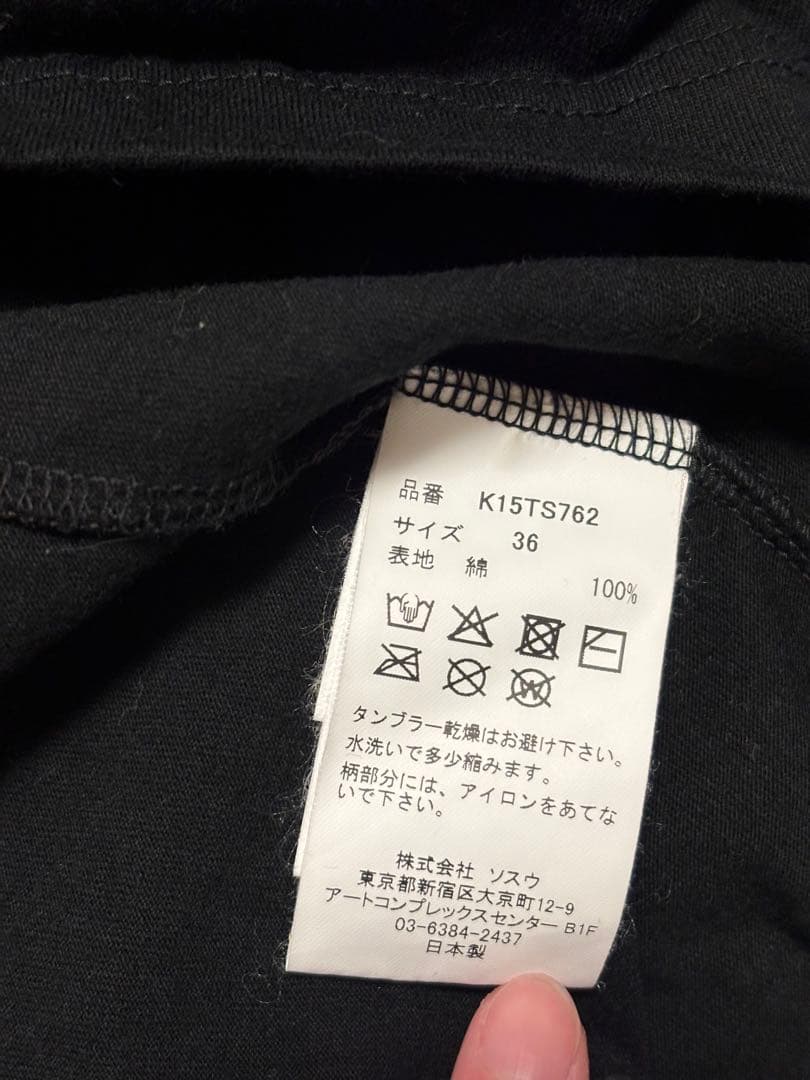 品番 K15TS762
サイズ 36
表地 綿 100%
タンブラー乾燥はお避け下さい。
水洗いで多少縮みます。
柄部分には、アイロンをあてな
いで下さい。
株式会社 ソスウ
東京都新宿区大京町12-9
アートコンプレックスセンター B1F
03-6384-2437
日本製